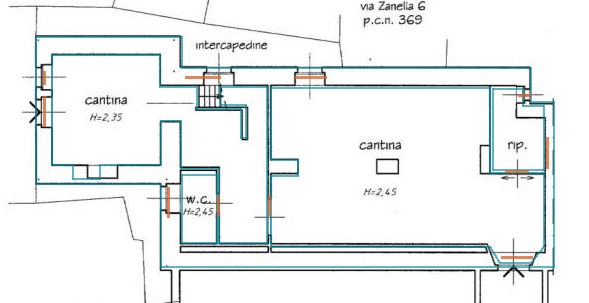 via Zanella 6
p.c.n. 369
intercapedine
cantina
H=2,35
cantina
rip.
H=2,45
W.C.
H=2,45